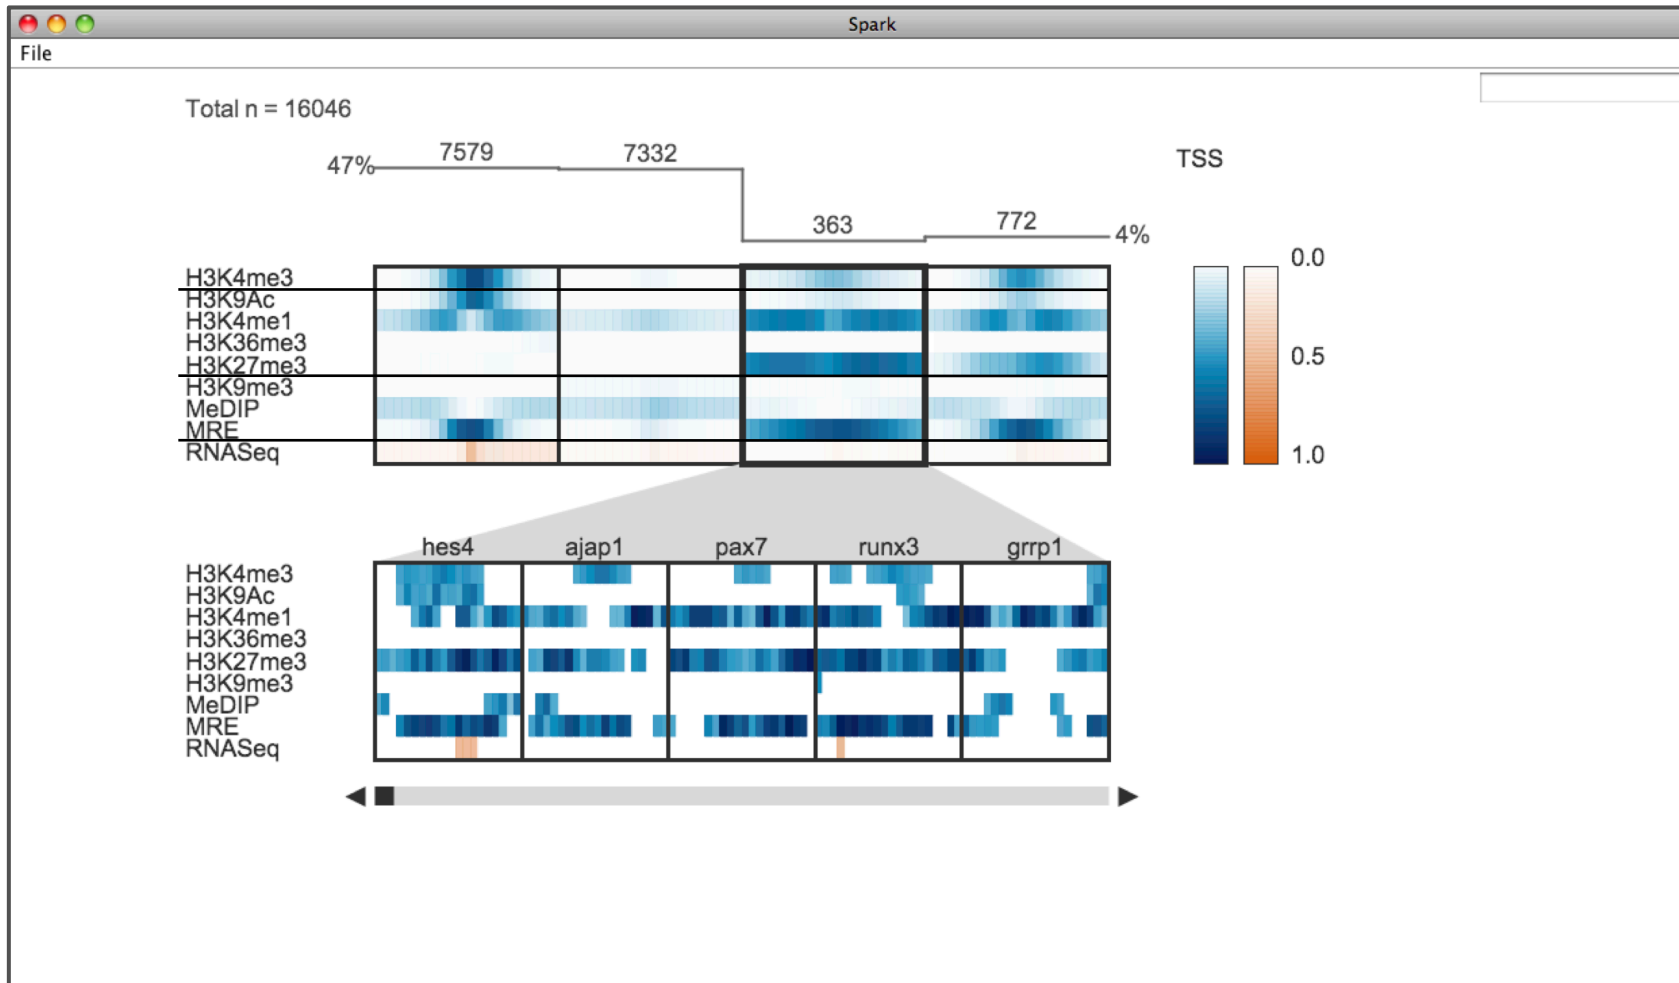 Spark
File
Total n = 16046
47% 7579 7332 363 772 4%
TSS
H3K4me3
H3K9Ac
H3K4me1
H3K36me3
H3K27me3
H3K9me3
MeDIP
MRE
RNASeq
0.0
0.5
1.0
hes4 ajap1 pax7 runx3 grrp1
H3K4me3
H3K9Ac
H3K4me1
H3K36me3
H3K27me3
H3K9me3
MeDIP
MRE
RNASeq